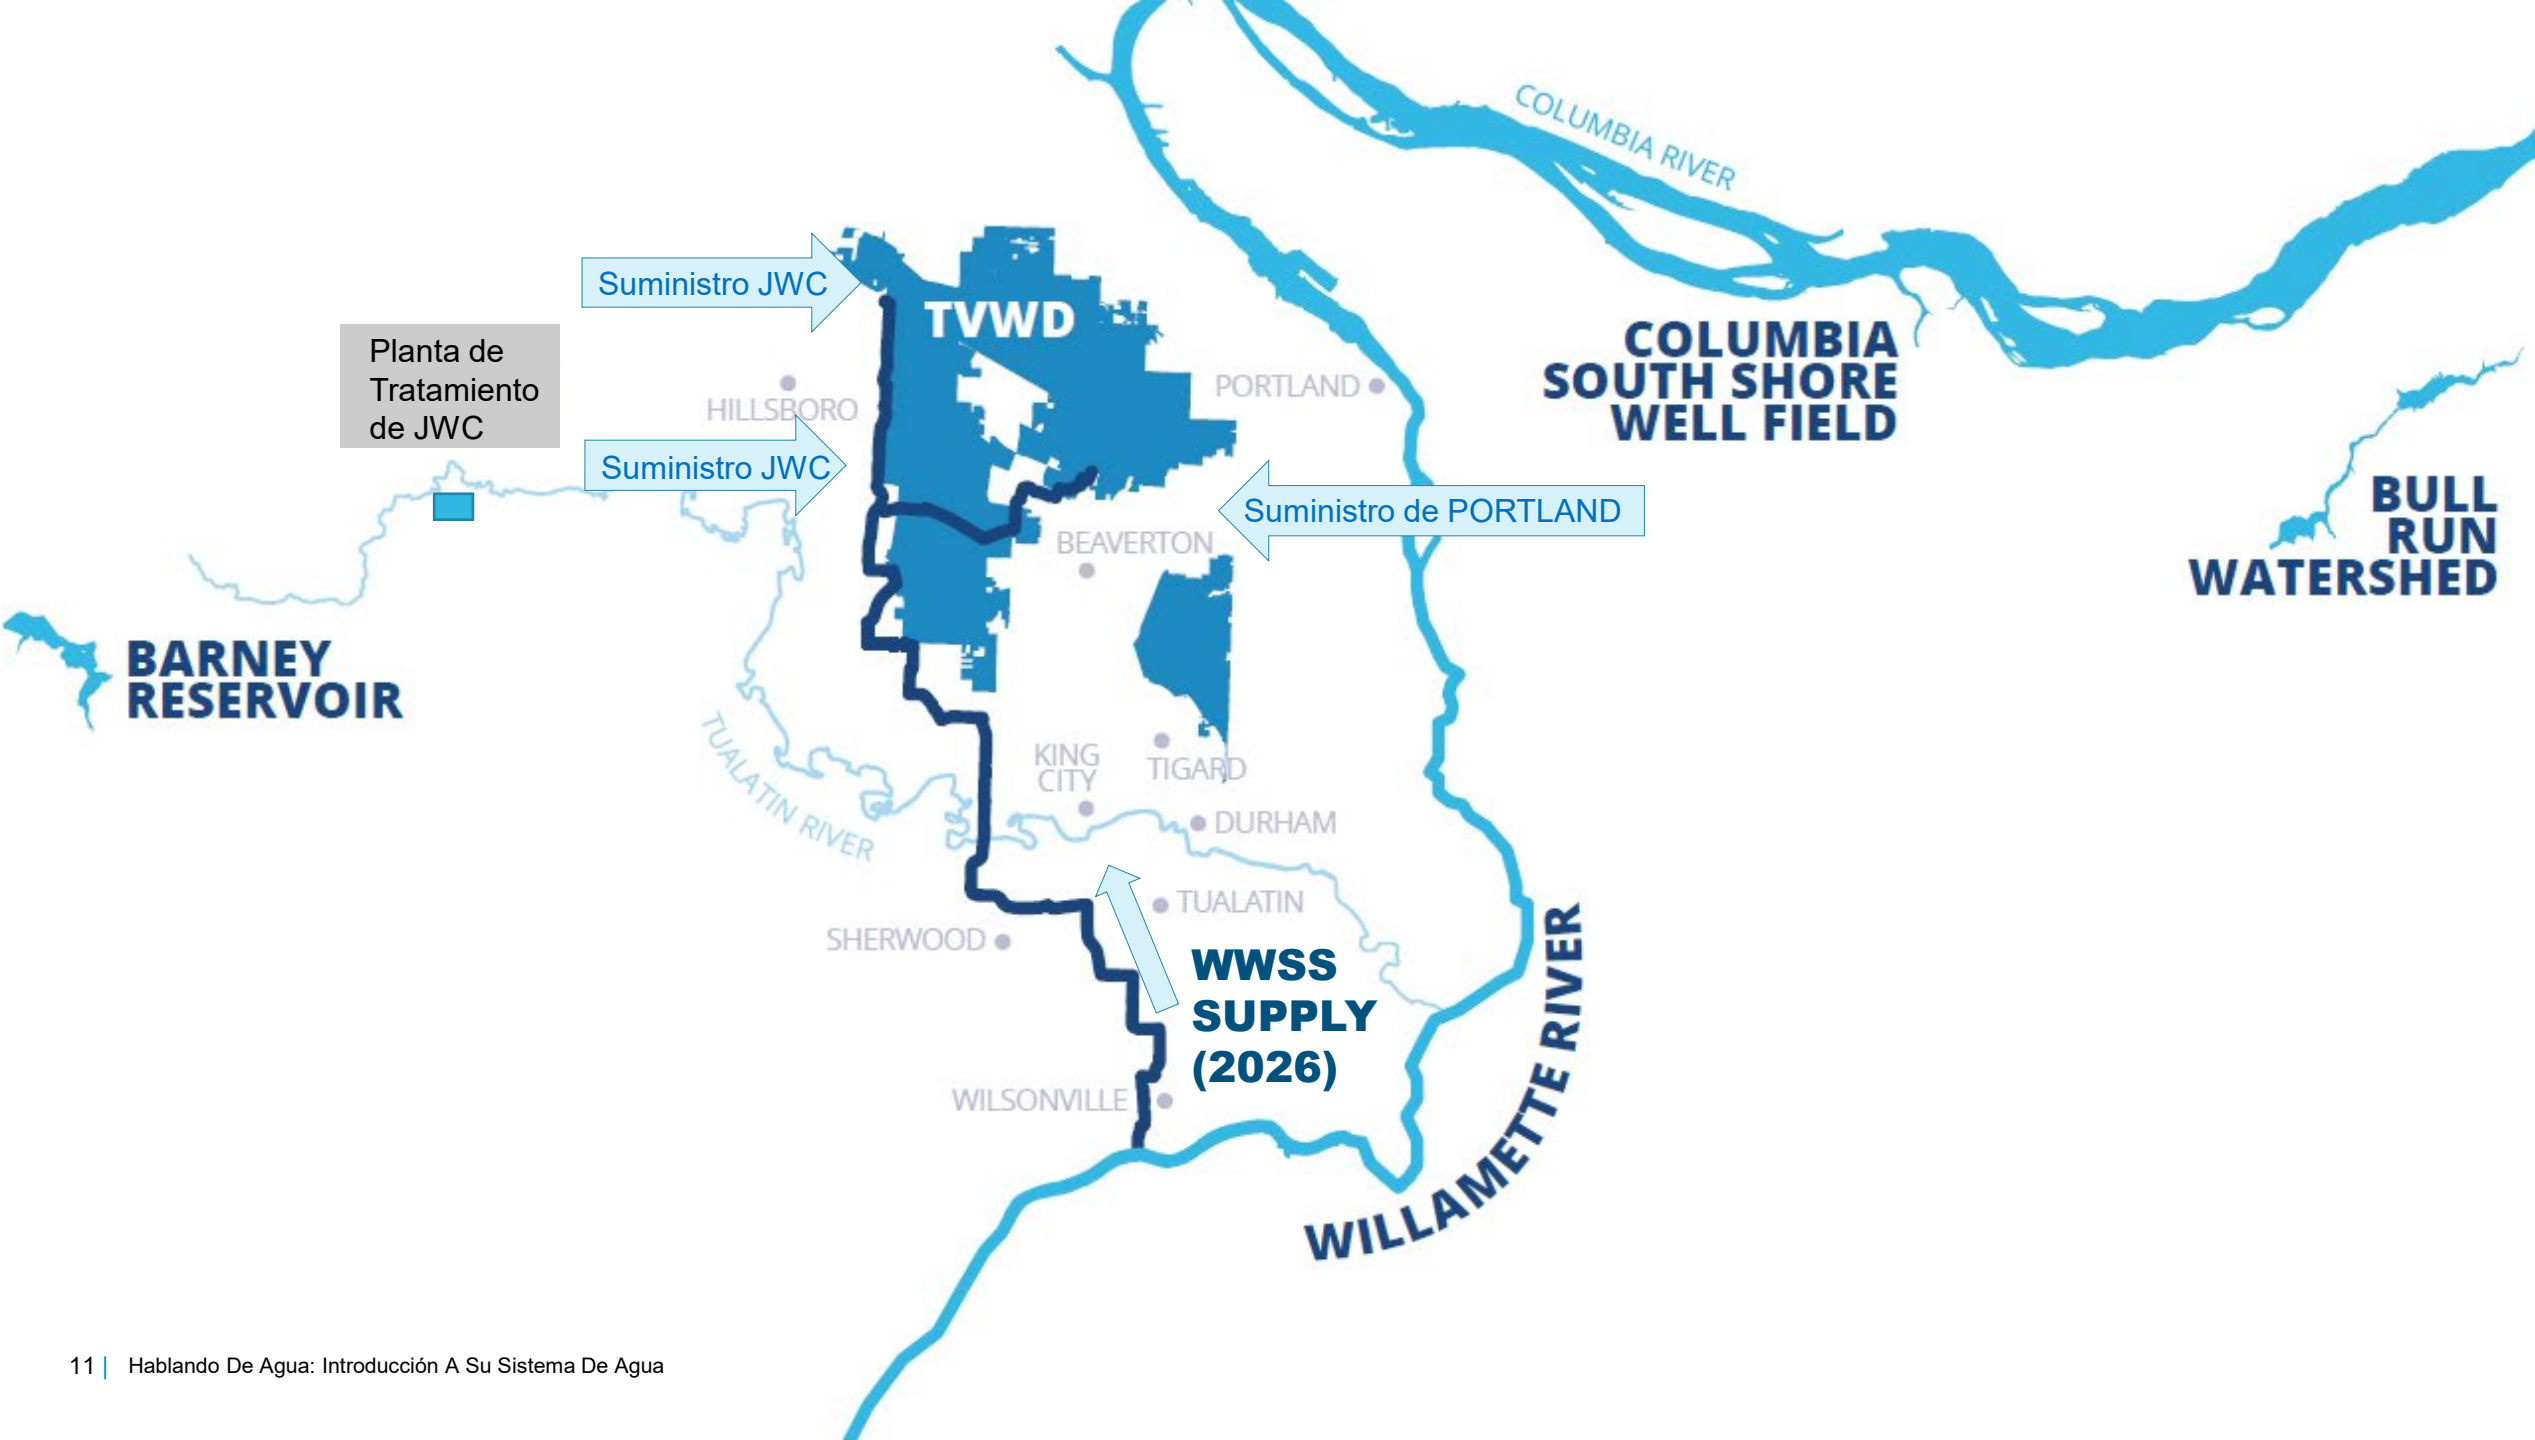 COLUMBIA RIVER
Suministro JWC
TVWD
Planta de
Tratamiento
de JWC
HILLSBORO
PORTLAND
COLUMBIA
SOUTH SHORE
WELL FIELD
Suministro JWC
Suministro de PORTLAND
BULL
RUN
WATERSHED
BEAVERTON
BARNEY
RESERVOIR
TUALATIN RIVER
KING
CITY
TIGARD
DURHAM
TUALATIN
SHERWOOD
WWSS
SUPPLY
(2026)
WILSONVILLE
WILLAMETTE RIVER
11 | Hablando De Agua: Introducción A Su Sistema De Agua